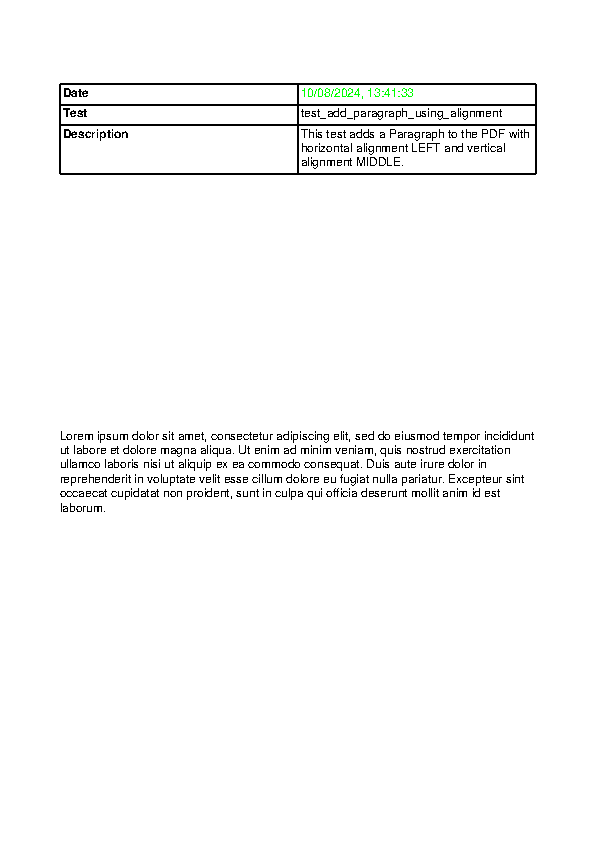 Date 10/08/2024, 13:41:33
Test test_add_paragraph_using_alignment
Description This test adds a Paragraph to the PDF with
horizontal alignment LEFT and vertical
alignment MIDDLE.
Lorem ipsum dolor sit amet, consectetur adipiscing elit, sed do eiusmod tempor incididunt
ut labore et dolore magna aliqua. Ut enim ad minim veniam, quis nostrud exercitation
ullamco laboris nisi ut aliquip ex ea commodo consequat. Duis aute irure dolor in
reprehenderit in voluptate velit esse cillum dolore eu fugiat nulla pariatur. Excepteur sint
occaecat cupidatat non proident, sunt in culpa qui officia deserunt mollit anim id est
laborum.